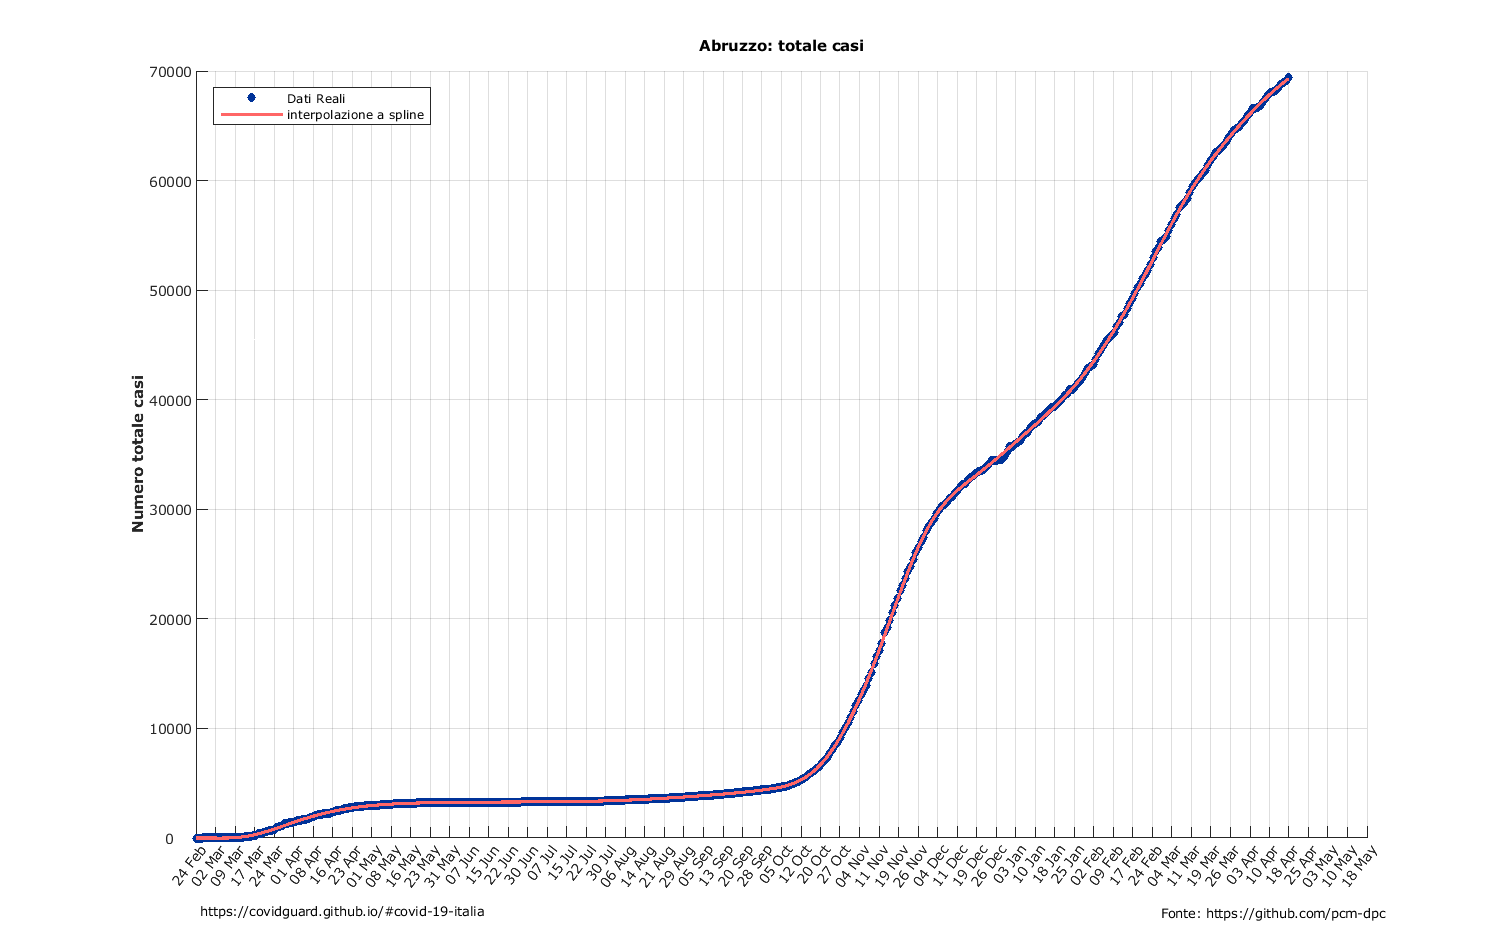 Abruzzo: totale casi
70000
60000
50000
40000
30000
20000
10000
0
Numero totale casi
Dati Reali
interpolazione a spline
24 Feb
02 Mar
09 Mar
17 Mar
24 Mar
01 Apr
08 Apr
16 Apr
23 Apr
01 May
08 May
16 May
23 May
31 May
07 Jun
15 Jun
22 Jun
30 Jul
07 Jul
15 Jul
22 Jul
30 Jul
06 Aug
14 Aug
21 Aug
29 Aug
05 Sep
13 Sep
20 Sep
28 Oct
05 Oct
12 Oct
20 Oct
27 Nov
04 Nov
11 Nov
19 Nov
26 Dec
04 Dec
11 Dec
19 Dec
26 Dec
03 Jan
10 Jan
18 Jan
25 Jan
02 Feb
09 Feb
17 Feb
24 Mar
04 Mar
11 Mar
19 Mar
26 Apr
03 Apr
10 Apr
18 Apr
25 Apr
03 May
10 May
18 May
https://covidguard.github.io/#covid-19-italia
Fonte: https://github.com/pcm-dpc